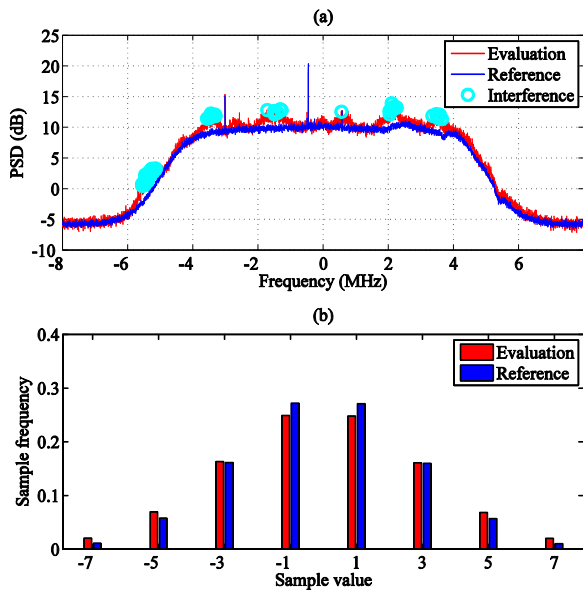 (a)
25
20
15
10
5
0
-5
-10
PSD (dB)
Evaluation
Reference
Interference
-8 -6 -4 -2 0 2 4 6
Frequency (MHz)
(b)
0.4
0.3
0.2
0.1
0
Sample frequency
Evaluation
Reference
-7 -5 -3 -1 1 3 5 7
Sample value